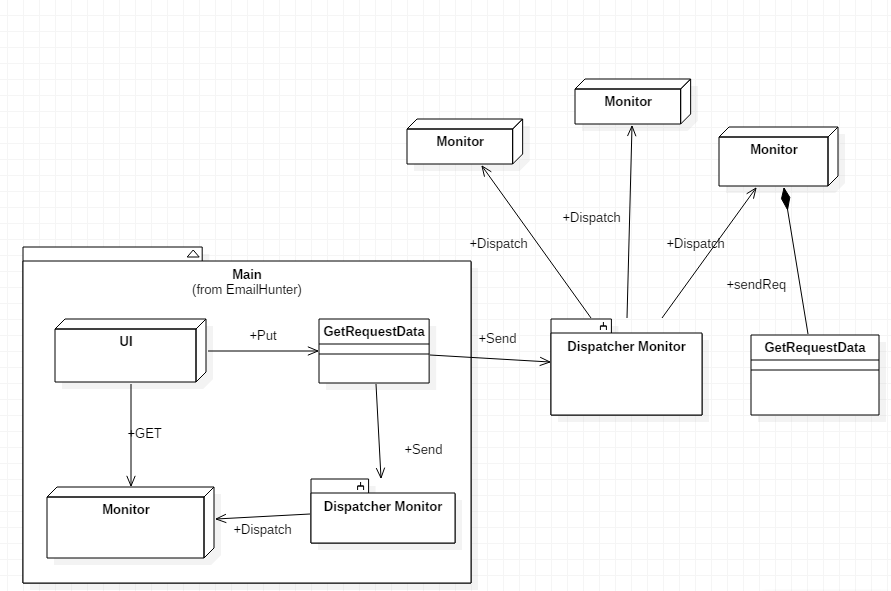 Monitor
Monitor
Monitor
+Dispatch
+Dispatch
+Dispatch
+sendReq
Main
(from EmailHunter)
UI
+Put
GetRequestData
+Send
Dispatcher Monitor
GetRequestData
+GET
+Send
Monitor
+Dispatch
Dispatcher Monitor